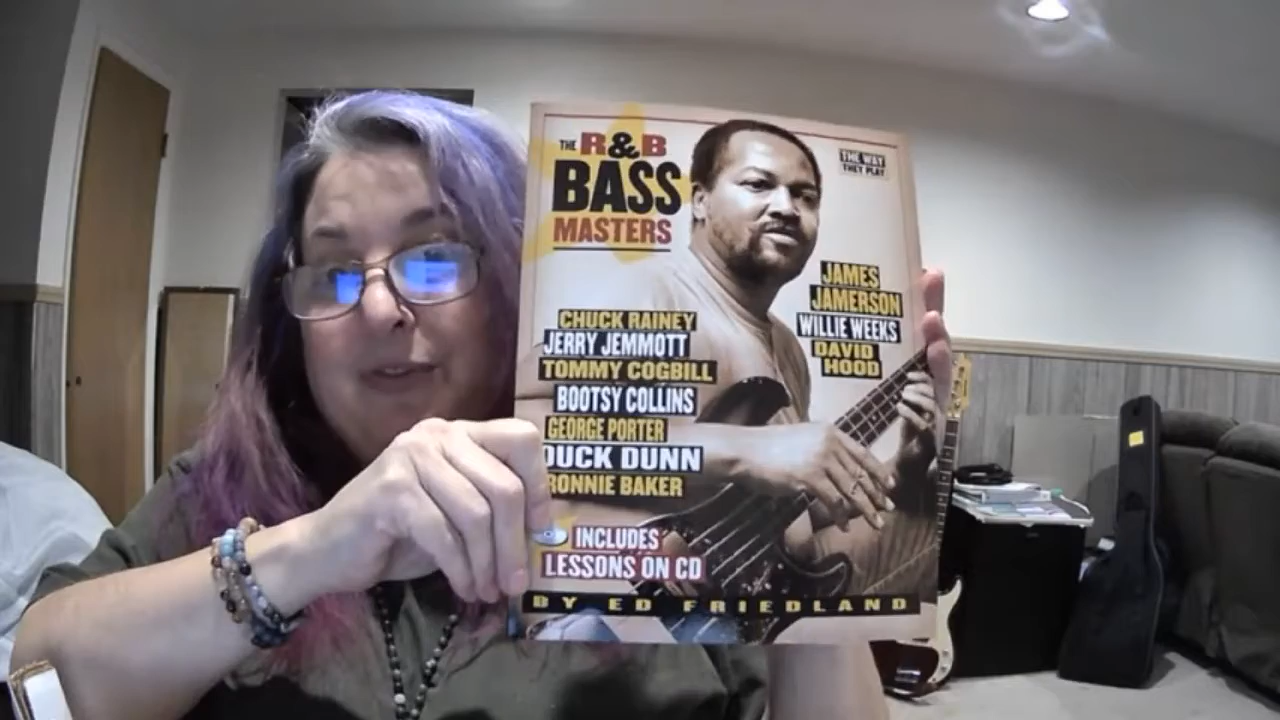 THE R&B
BASS
MASTERS
THE WAY
THEY PLAY
JAMES
JAMERSON
WILLIE WEEKS
DAVID
HOOD
CHUCK RAINEY
JERRY JEMMOTT
TOMMY COGBILL
BOOTSY COLLINS
GEORGE PORTER
DUCK DUNN
RONNIE BAKER
INCLUDES
LESSONS ON CD
BY ED FRIEDLAND